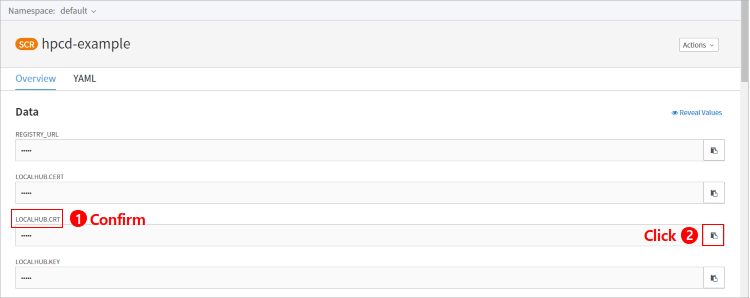 Namespace: default
SCR hpcd-example
Actions
Overview YAML
Data
Reveal Values
REGISTRY_URL
•••••
LOCALHUB.CERT
•••••
LOCALHUB.CRT
1 Confirm
•••••
Click 2
LOCALHUB.KEY
•••••